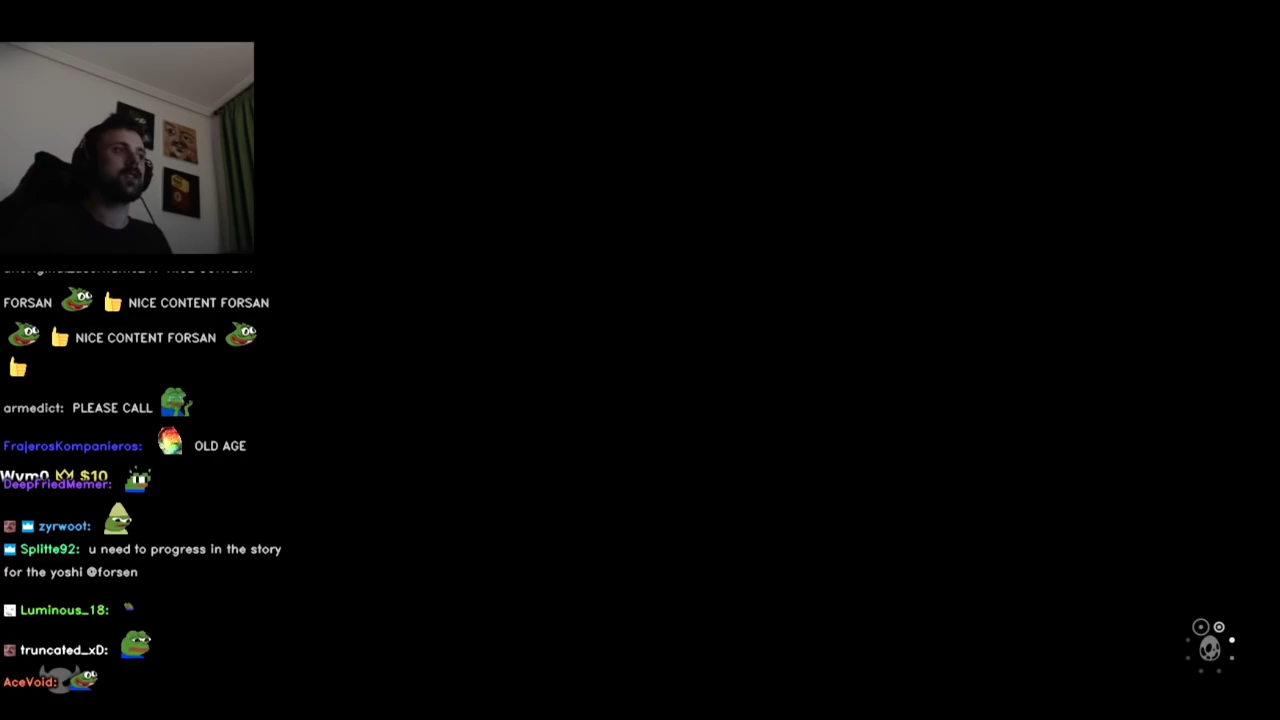 FORSAN NICE CONTENT FORSAN
NICE CONTENT FORSAN
armedict: PLEASE CALL
FrajerosKompanieros: OLD AGE
Wym0 $10
DeepFriedMemer:
zyrwoot:
Splitte92: u need to progress in the story
for the yoshi @forsen
Luminous_18:
truncated_xD:
AceVoid: